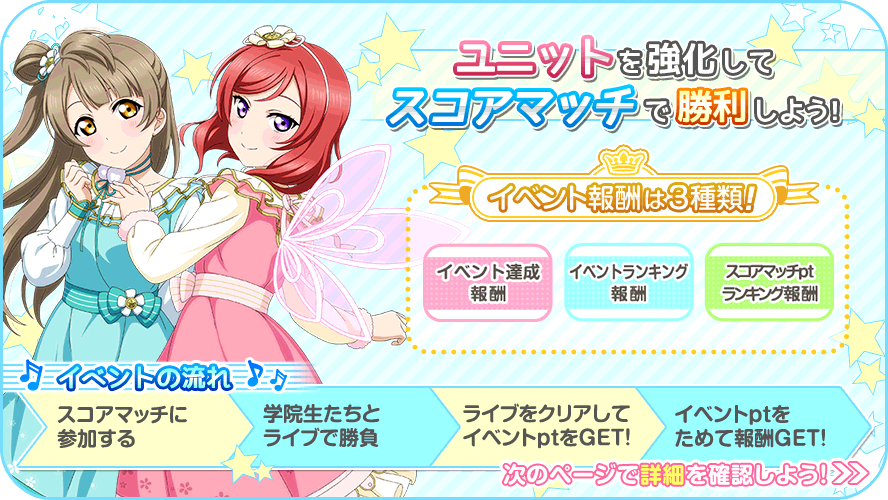 ユニットを強化して
スコアマッチで勝利しよう!
イベント報酬は3種類!
イベント達成
報酬
イベントランキング
報酬
スコアマッチpt
ランキング報酬
イベントの流れ
スコアマッチに
参加する
学院生たちと
ライブで勝負
ライブをクリアして
イベントptをGET!
イベントptを
ためて報酬GET!
次のページで詳細を確認しよう!